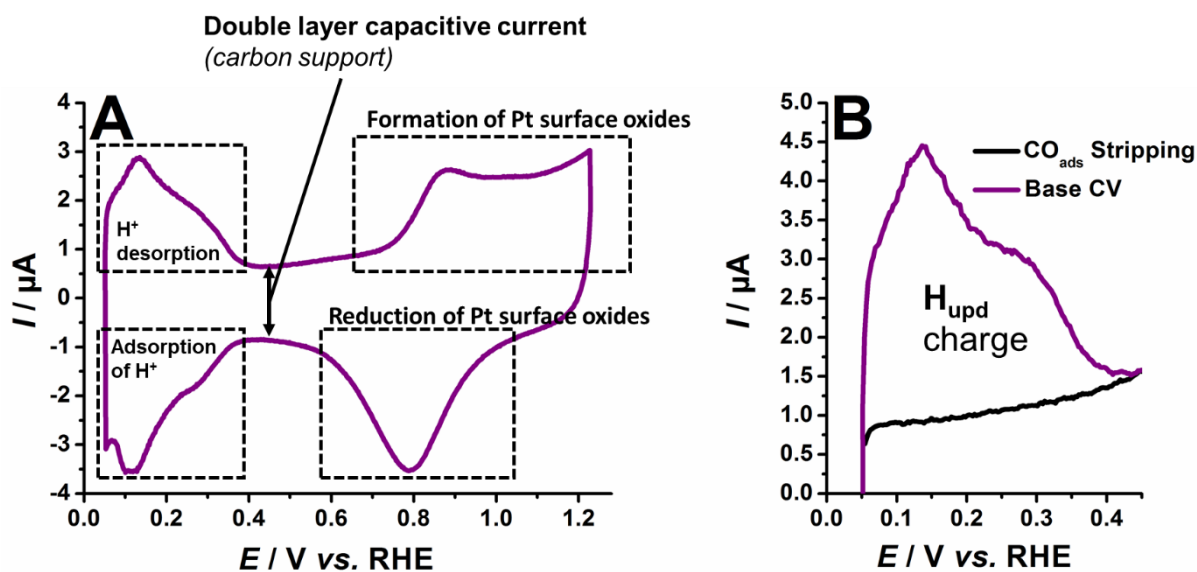 Double layer capacitive current
(carbon support)
A
Formation of Pt surface oxides
H+
desorption
Adsorption
of H+
Reduction of Pt surface oxides
4
3
2
1
0
-1
-2
-3
-4
I / µA
0.0 0.2 0.4 0.6 0.8 1.0 1.2
E / V vs. RHE
B
COads Stripping
Base CV
Hupd
charge
5.0
4.5
4.0
3.5
3.0
2.5
2.0
1.5
1.0
0.5
0.0
I / µA
0.0 0.1 0.2 0.3 0.4
E / V vs. RHE